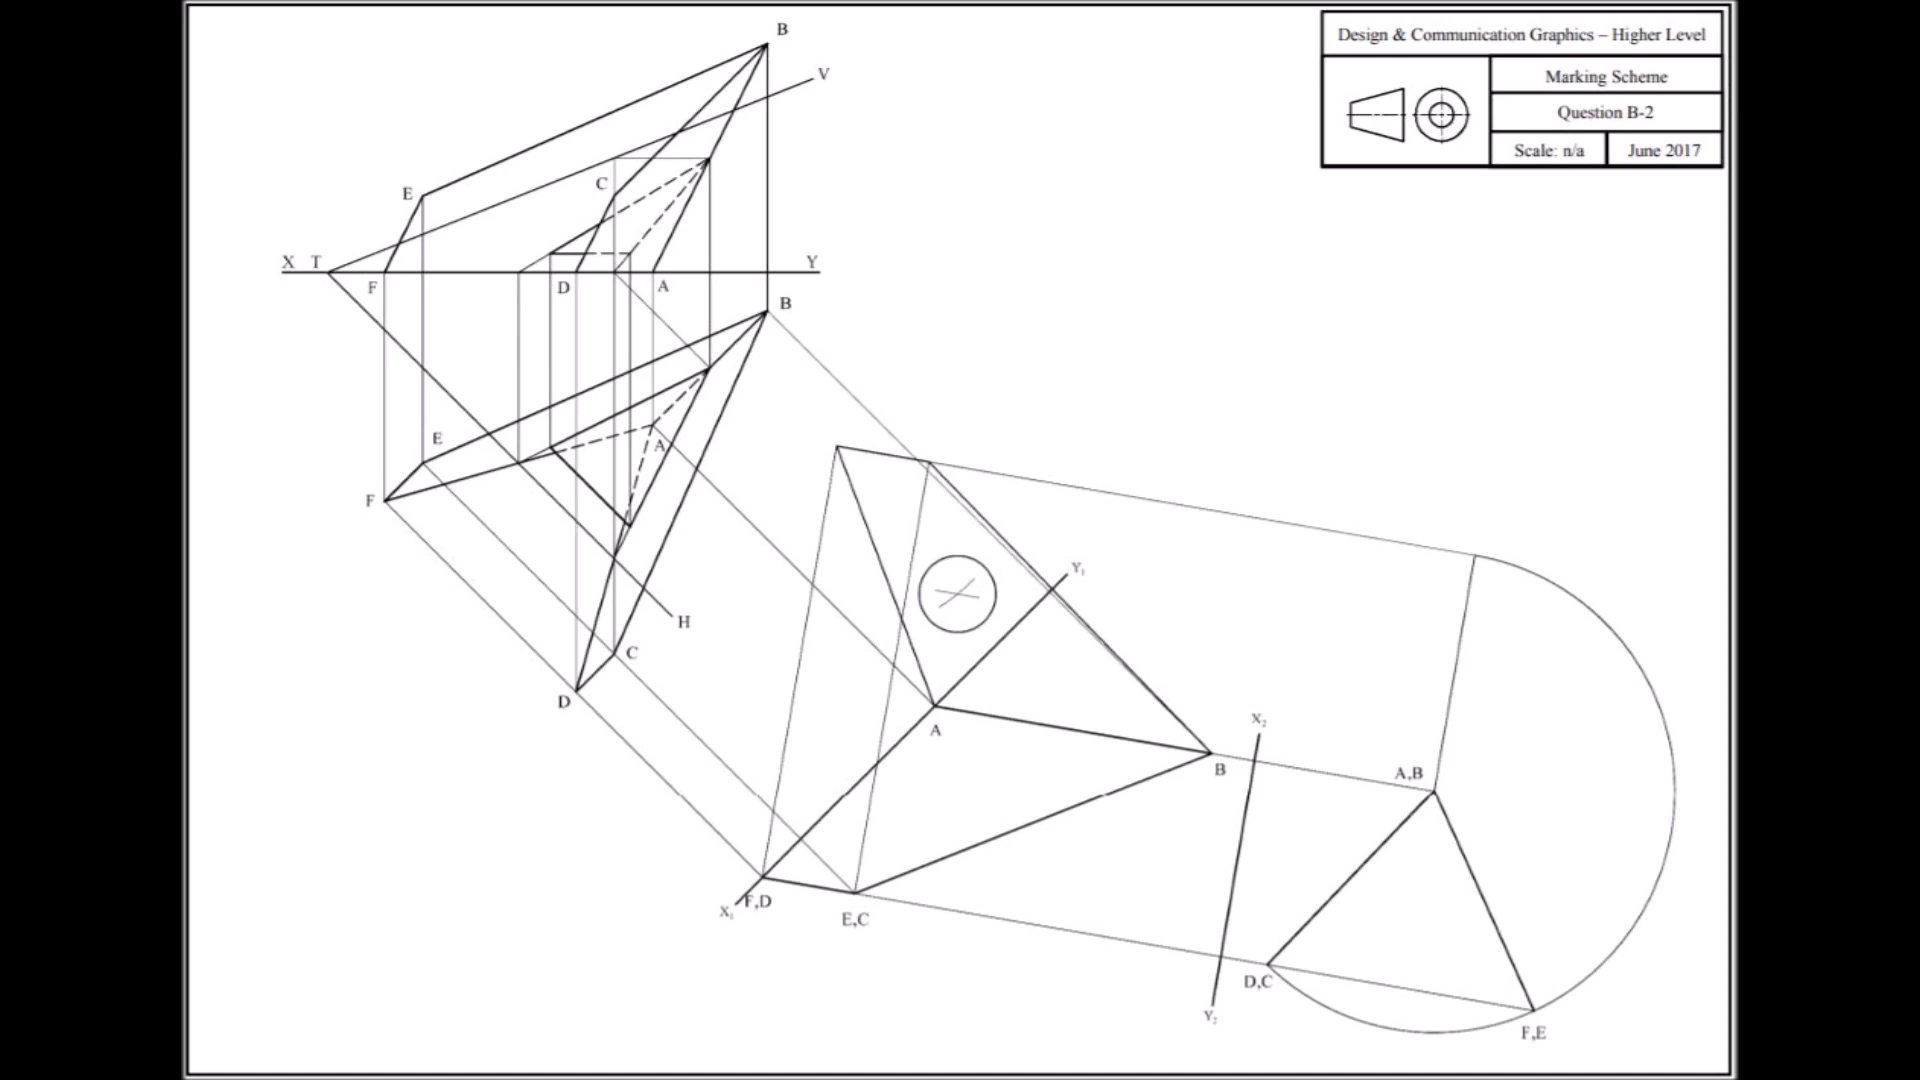 B
Design & Communication Graphics – Higher Level
V
Marking Scheme
Question B-2
Scale: n/a
June 2017
C
E
X T
Y
F
D
A
B
E
A
F
Y₁
H
C
D
X₂
A
B
A,B
F,D
X₁
E,C
D,C
Y₂
F,E